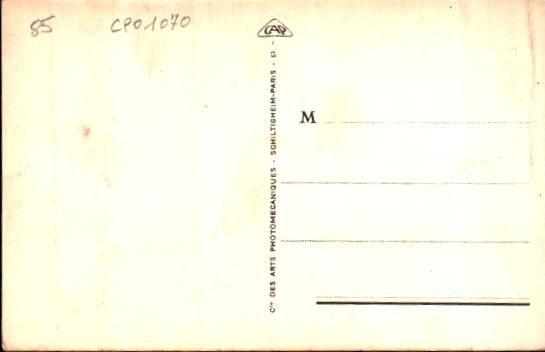 85
CPO1070
CAP
M
Cie DES ARTS PHOTOMECANIQUES - SCHILTIGHEIM-PARIS - 51 -